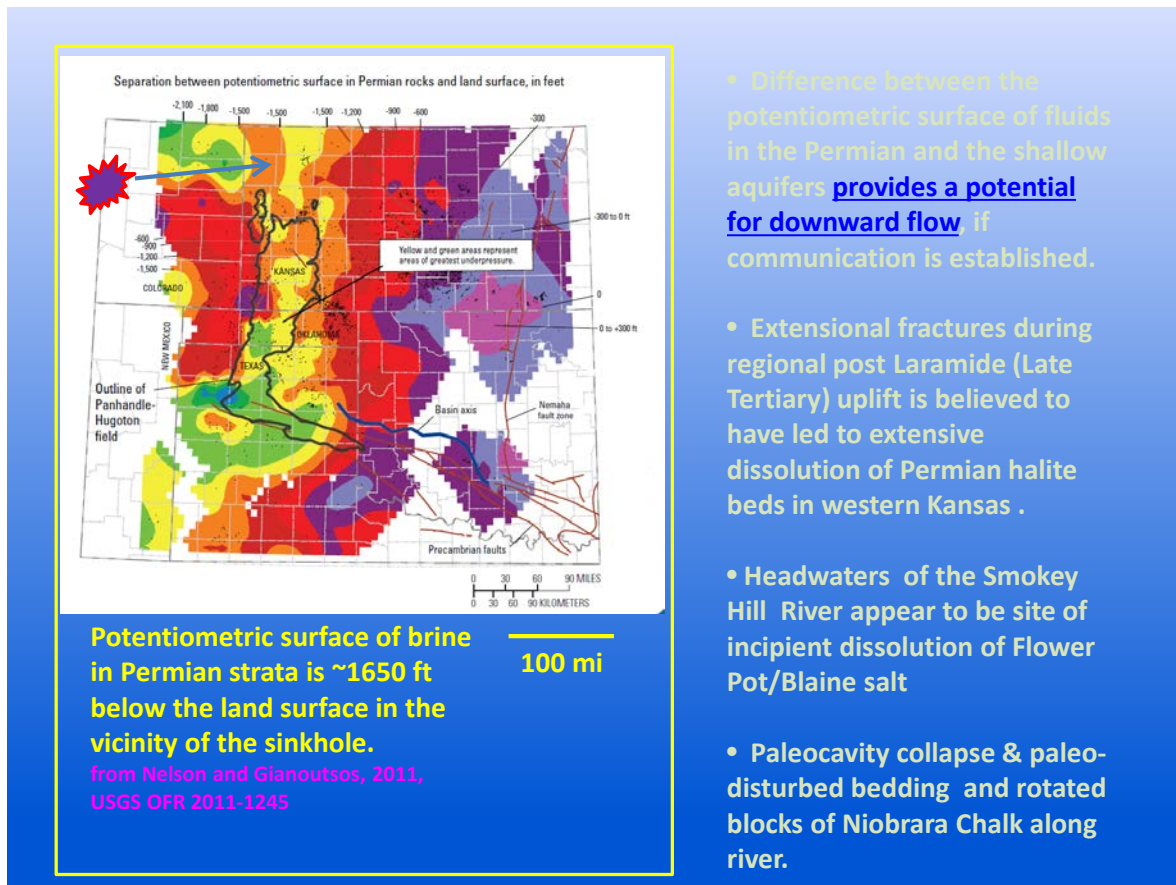 Separation between potentiometric surface in Permian rocks and land surface, in feet
-2,100 -1,800 -1,500 -1,500 -1,500 -1,200 -900 -600
-300
-300 to 0 ft
-600
-900
-1,200
-1,500
Yellow and green areas represent
areas of greatest underpressure.
KANSAS
COLORADO
0
0 to +300 ft
OKLAHOMA
NEW MEXICO
TEXAS
Outline of
Panhandle-
Hugoton
field
Basin axis
Nemaha
fault zone
Precambrian faults
0 30 60 90 MILES
0 30 60 90 KILOMETERS
Potentiometric surface of brine
in Permian strata is ~1650 ft
below the land surface in the
vicinity of the sinkhole.
100 mi
from Nelson and Gianoutsos, 2011,
USGS OFR 2011-1245
• Difference between the
potentiometric surface of fluids
in the Permian and the shallow
aquifers provides a potential
for downward flow, if
communication is established.
• Extensional fractures during
regional post Laramide (Late
Tertiary) uplift is believed to
have led to extensive
dissolution of Permian halite
beds in western Kansas .
• Headwaters of the Smokey
Hill River appear to be site of
incipient dissolution of Flower
Pot/Blaine salt
• Paleocavity collapse & paleo-
disturbed bedding and rotated
blocks of Niobrara Chalk along
river.